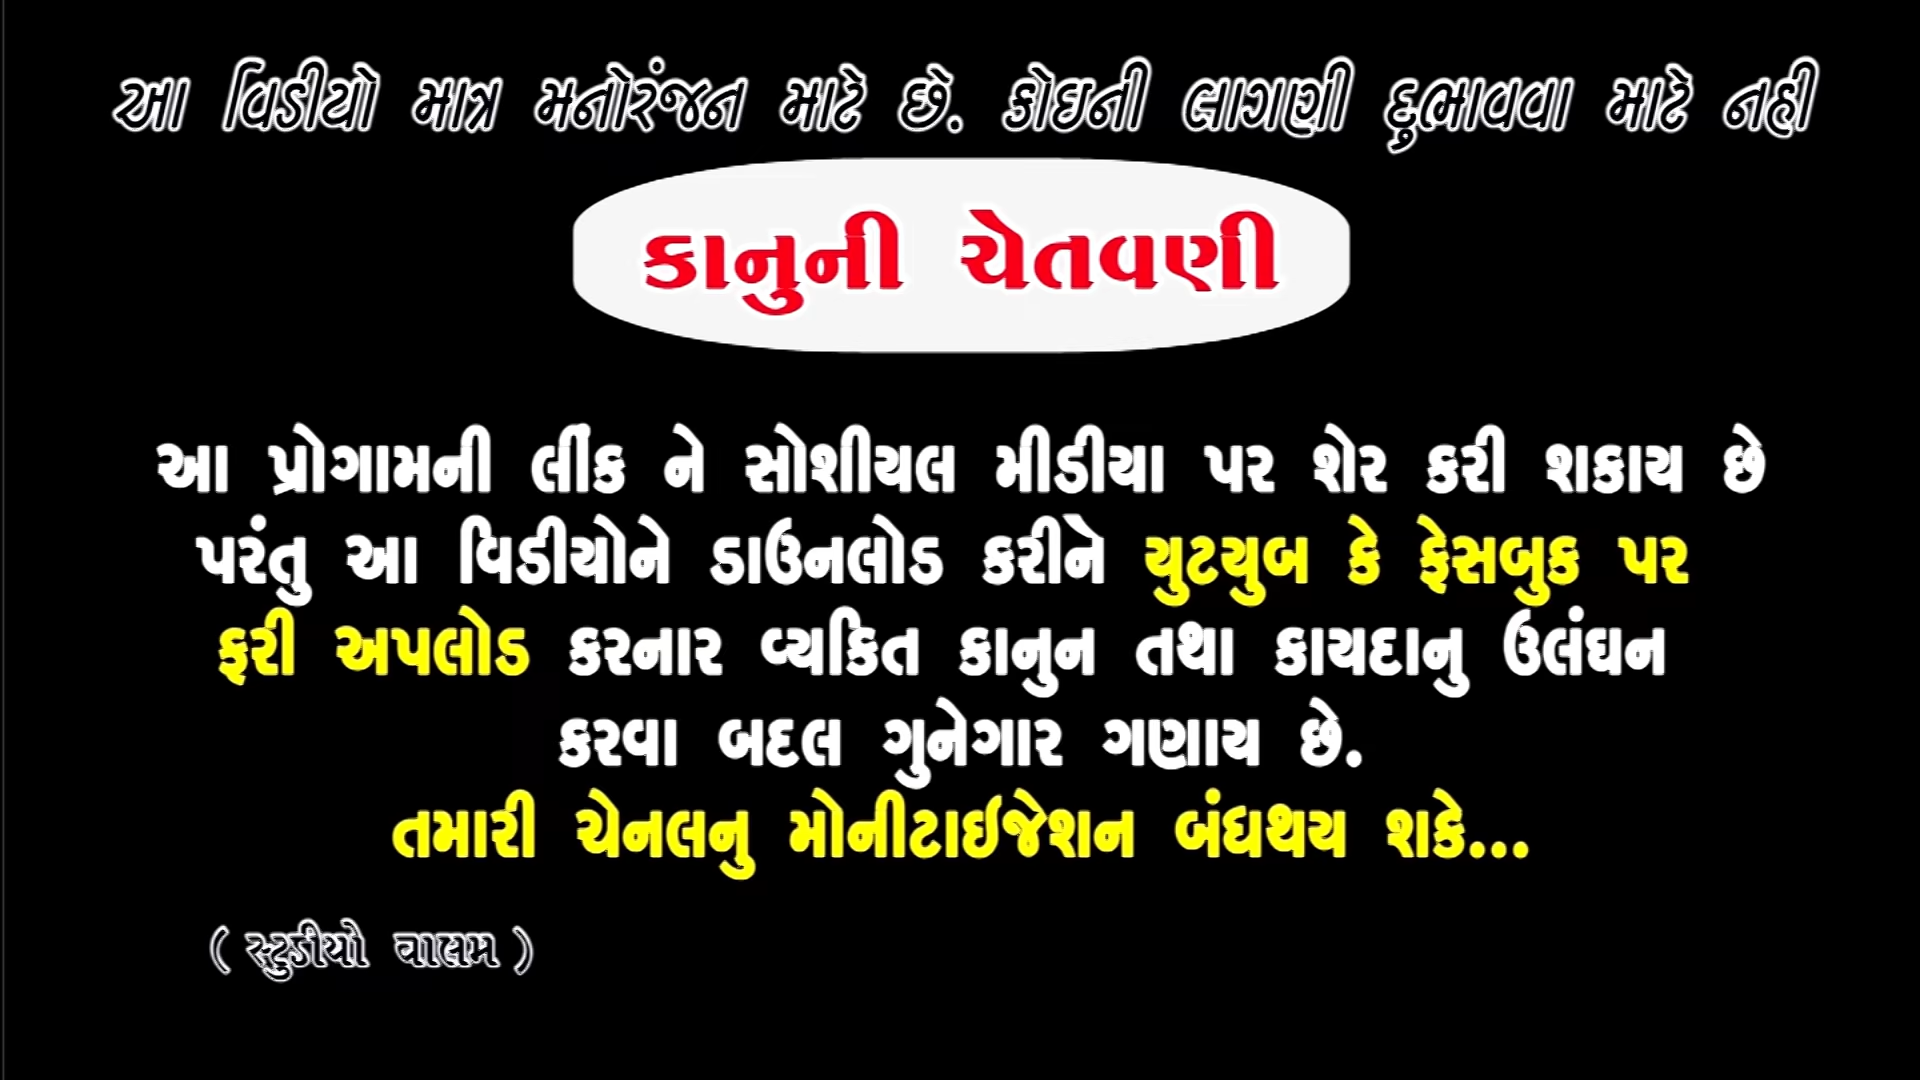 આ વિડીયો માત્ર મનોરંજન માટે છે. કોઇની લાગણી દુભાવવા માટે નહી
કાનુની ચેતવણી
આ પ્રોગામની લીંક ને સોશીયલ મીડીયા પર શેર કરી શકાય છે
પરંતુ આ વિડીયોને ડાઉનલોડ કરીને યુટયુબ કે ફેસબુક પર
ફરી અપલોડ કરનાર વ્યકિત કાનુન તથા કાયદાનુ ઉલંઘન
કરવા બદલ ગુનેગાર ગણાય છે.
તમારી ચેનલનુ મોનીટાઇજેશન બંધથય શકે...
( સ્ટુડીયો વાલમ )